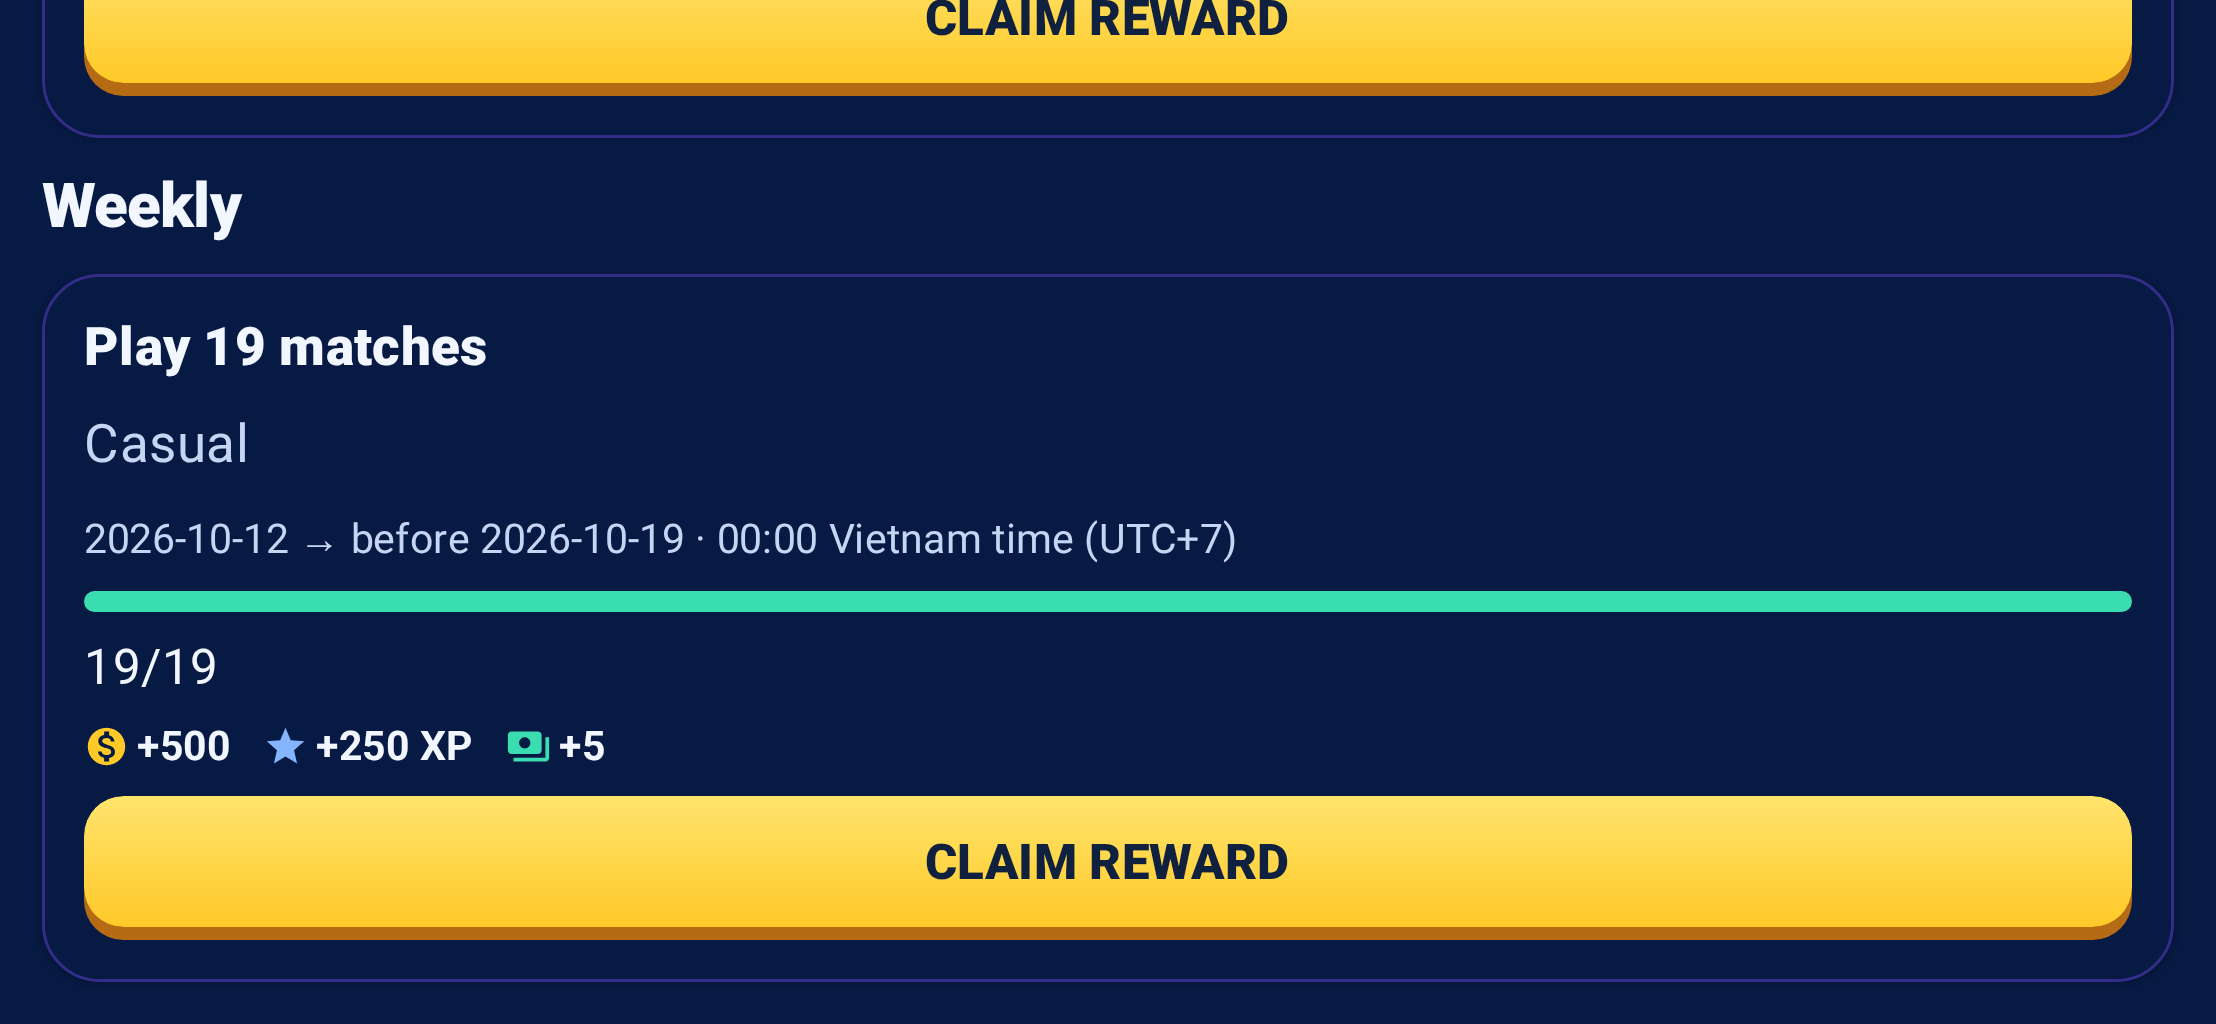 CLAIM REWARD
Weekly
Play 19 matches
Casual
2026-10-12 → before 2026-10-19 · 00:00 Vietnam time (UTC+7)
19/19
+500 +250 XP +5
CLAIM REWARD